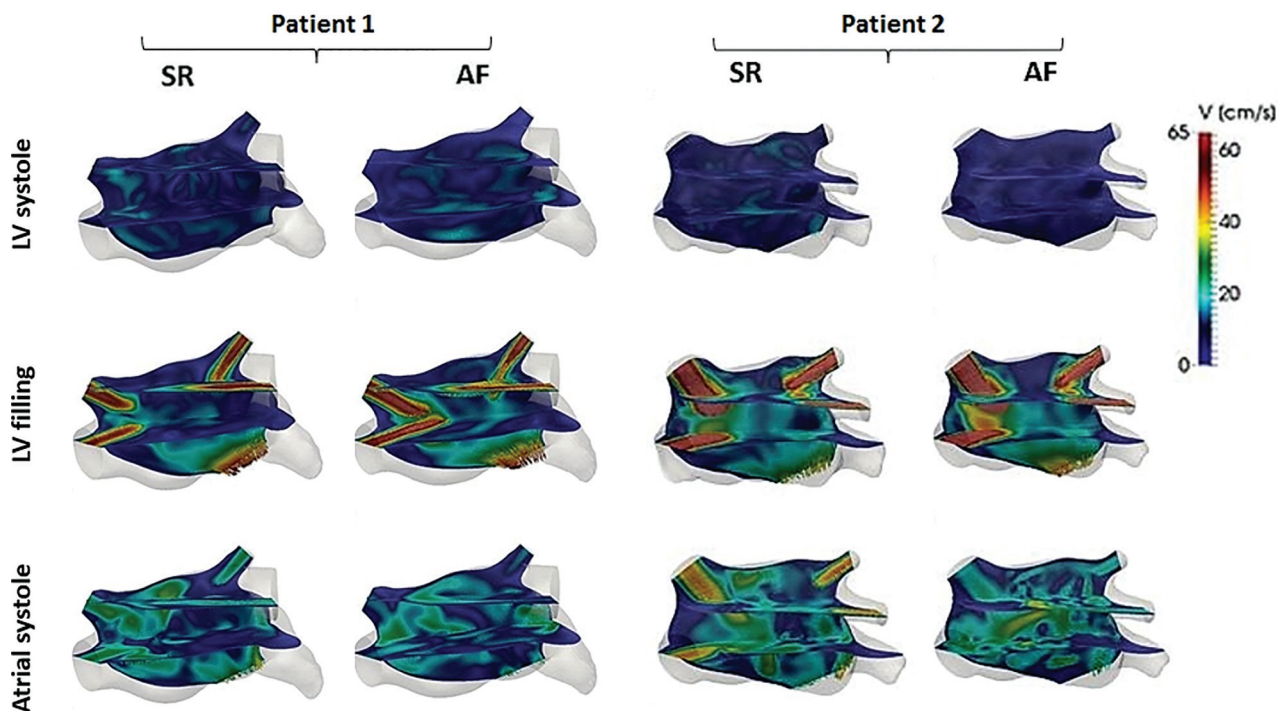 Patient 1
Patient 2
SR
AF
SR
AF
V (cm/s)
65
60
40
20
0
LV systole
LV filling
Atrial systole